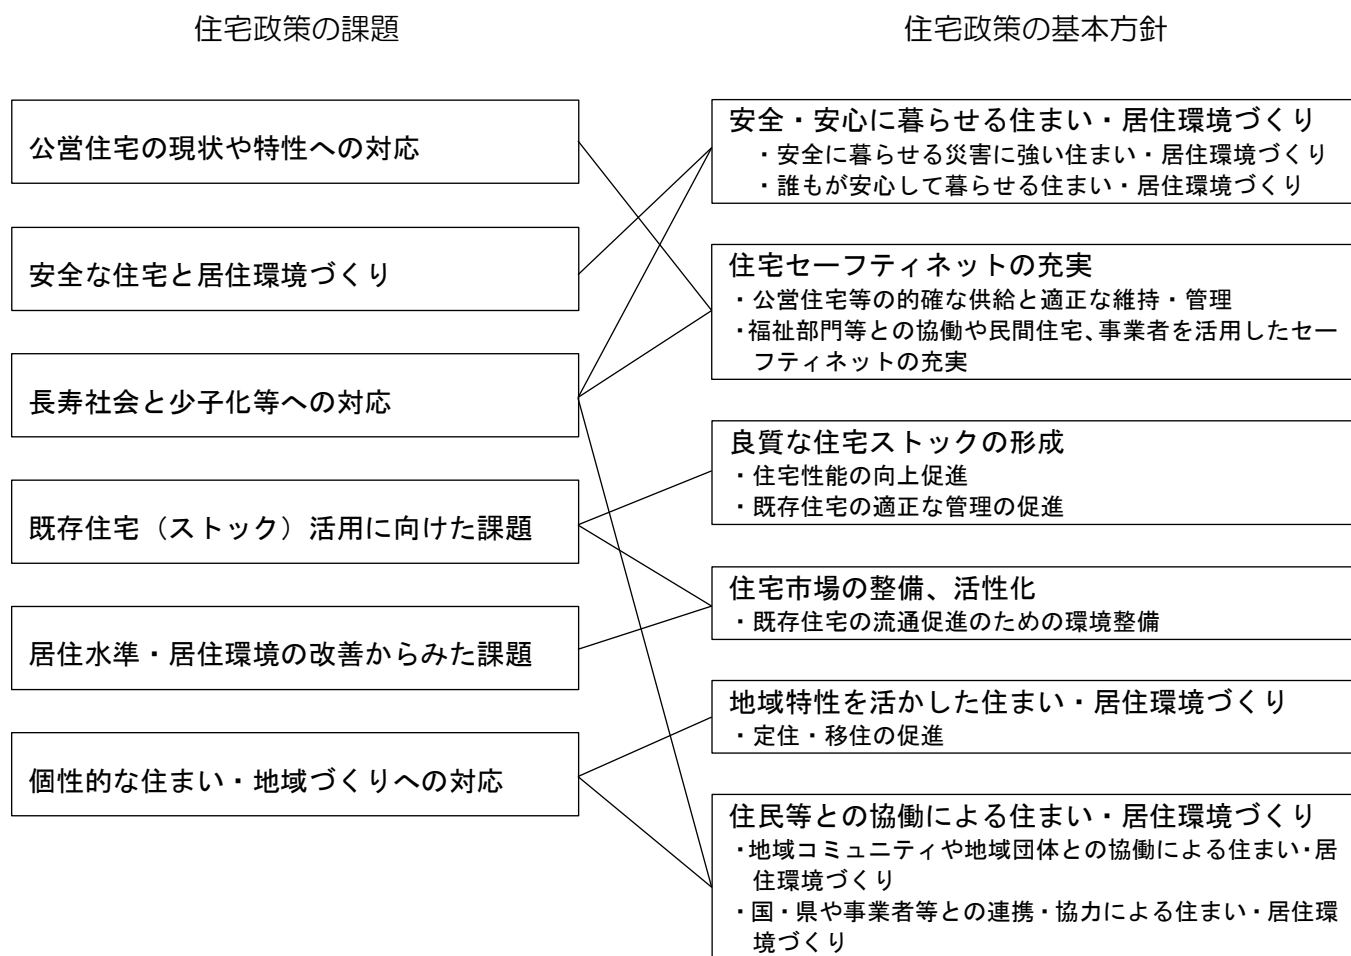 住宅政策の課題
公営住宅の現状や特性への対応
安全な住宅と居住環境づくり
長寿社会と少子化等への対応
既存住宅（ストック）活用に向けた課題
居住水準・居住環境の改善からみた課題
個性的な住まい・地域づくりへの対応
住宅政策の基本方針
安全・安心に暮らせる住まい・居住環境づくり
・安全に暮らせる災害に強い住まい・居住環境づくり
・誰もが安心して暮らせる住まい・居住環境づくり
住宅セーフティネットの充実
・公営住宅等の的確な供給と適正な維持・管理
・福祉部門等との協働や民間住宅、事業者を活用したセー
フティネットの充実
良質な住宅ストックの形成
・住宅性能の向上促進
・既存住宅の適正な管理の促進
住宅市場の整備、活性化
・既存住宅の流通促進のための環境整備
地域特性を活かした住まい・居住環境づくり
・定住・移住の促進
住民等との協働による住まい・居住環境づくり
・地域コミュニティや地域団体との協働による住まい・居
住環境づくり
・国・県や事業者等との連携・協力による住まい・居住環
境づくり